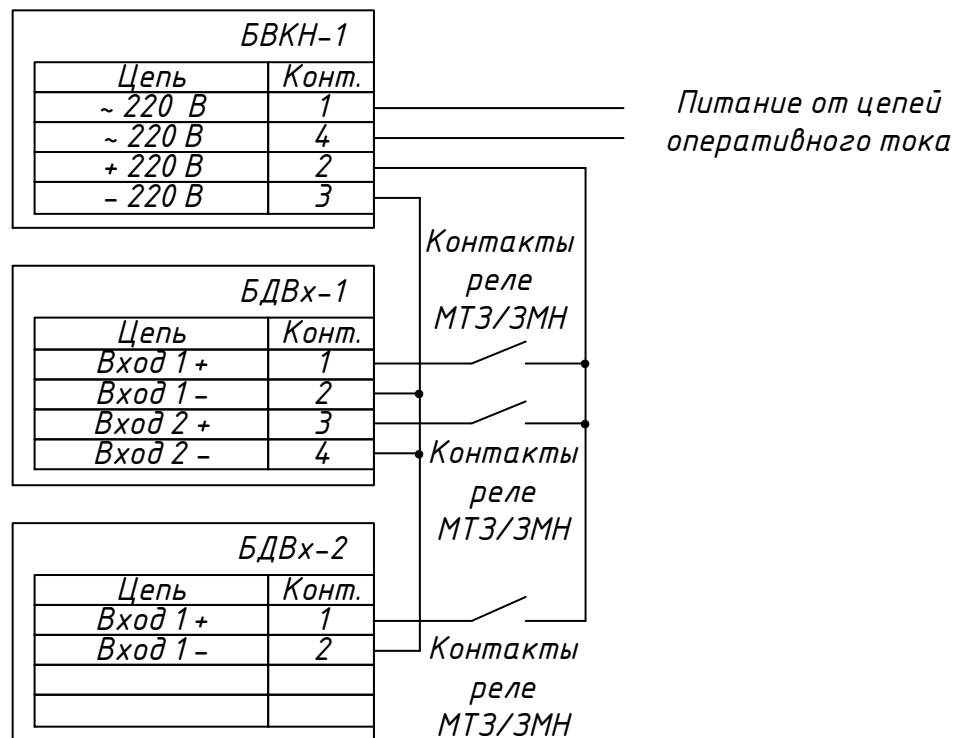 БВКН-1
Цепь Конт.
~ 220 В 1
~ 220 В 4
+ 220 В 2
- 220 В 3
Питание от цепей
оперативного тока
Контакты
реле
МТЗ/ЗМН
БДВх-1
Цепь Конт.
Вход 1 + 1
Вход 1 - 2
Вход 2 + 3
Вход 2 - 4
Контакты
реле
МТЗ/ЗМН
БДВх-2
Цепь Конт.
Вход 1 + 1
Вход 1 - 2
Контакты
реле
МТЗ/ЗМН